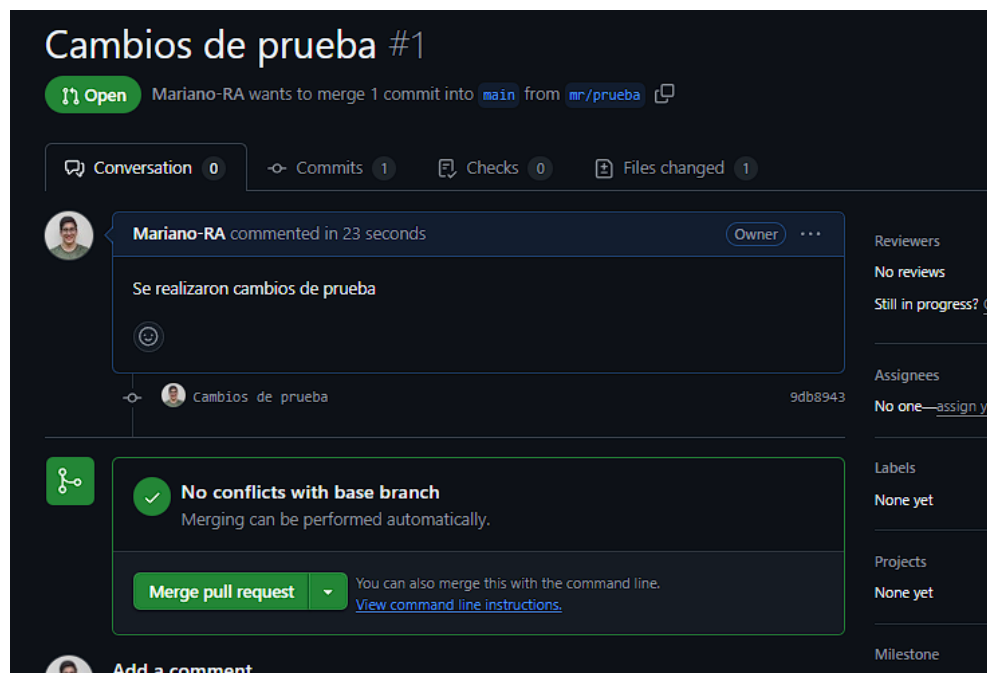 Cambios de prueba #1
Open Mariano-RA wants to merge 1 commit into main from mr/prueba
Conversation 0 Commits 1 Checks 0 Files changed 1
Mariano-RA commented in 23 seconds Owner
Se realizaron cambios de prueba
Cambios de prueba 9db8943
No conflicts with base branch
Merging can be performed automatically.
Merge pull request
You can also merge this with the command line.
View command line instructions.
Add a comment
Reviewers
No reviews
Still in progress?
Assignees
No one—assign y
Labels
None yet
Projects
None yet
Milestone